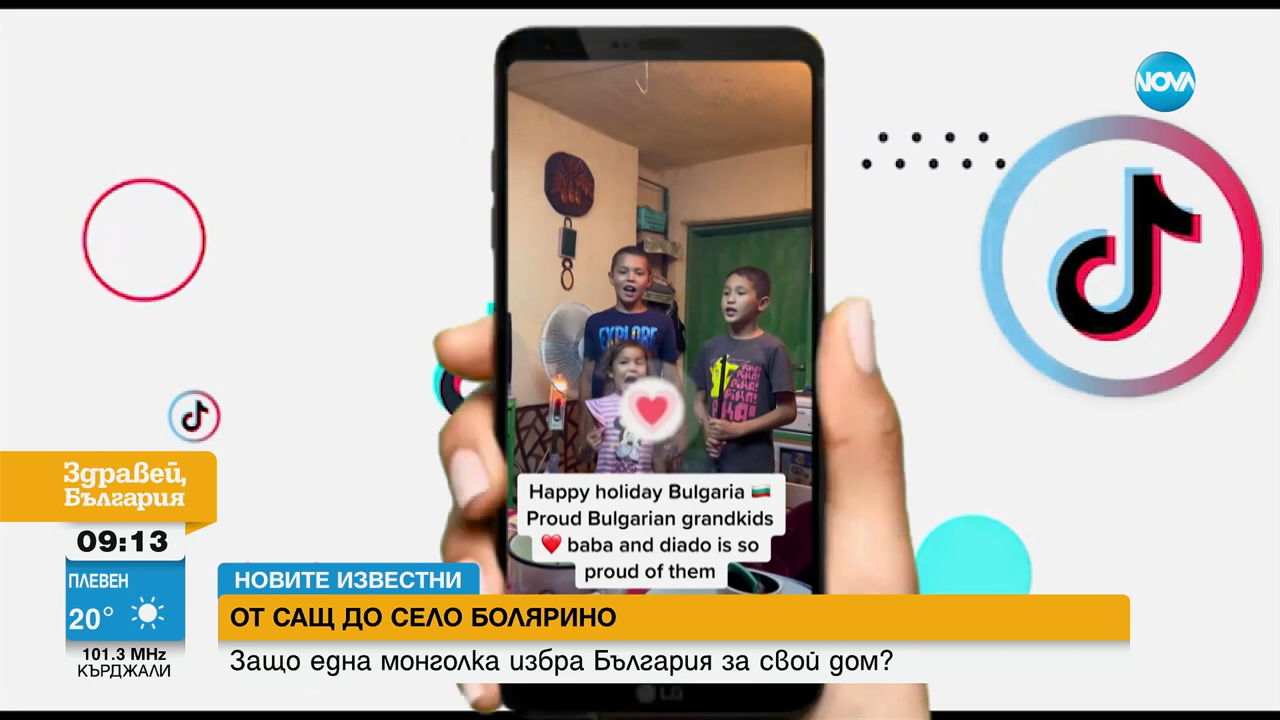 NOVA
EXPLORE
PIKA!
PIKA!
Happy holiday Bulgaria 🇧🇬
Proud Bulgarian grandkids
❤️ baba and diado is so
proud of them
Здравей,
България
09:13
ПЛЕВЕН
20°
101.3 MHz
КЪРДЖАЛИ
НОВИТЕ ИЗВЕСТНИ
ОТ САЩ ДО СЕЛО БОЛЯРИНО
Защо една монголка избра България за свой дом?
LG